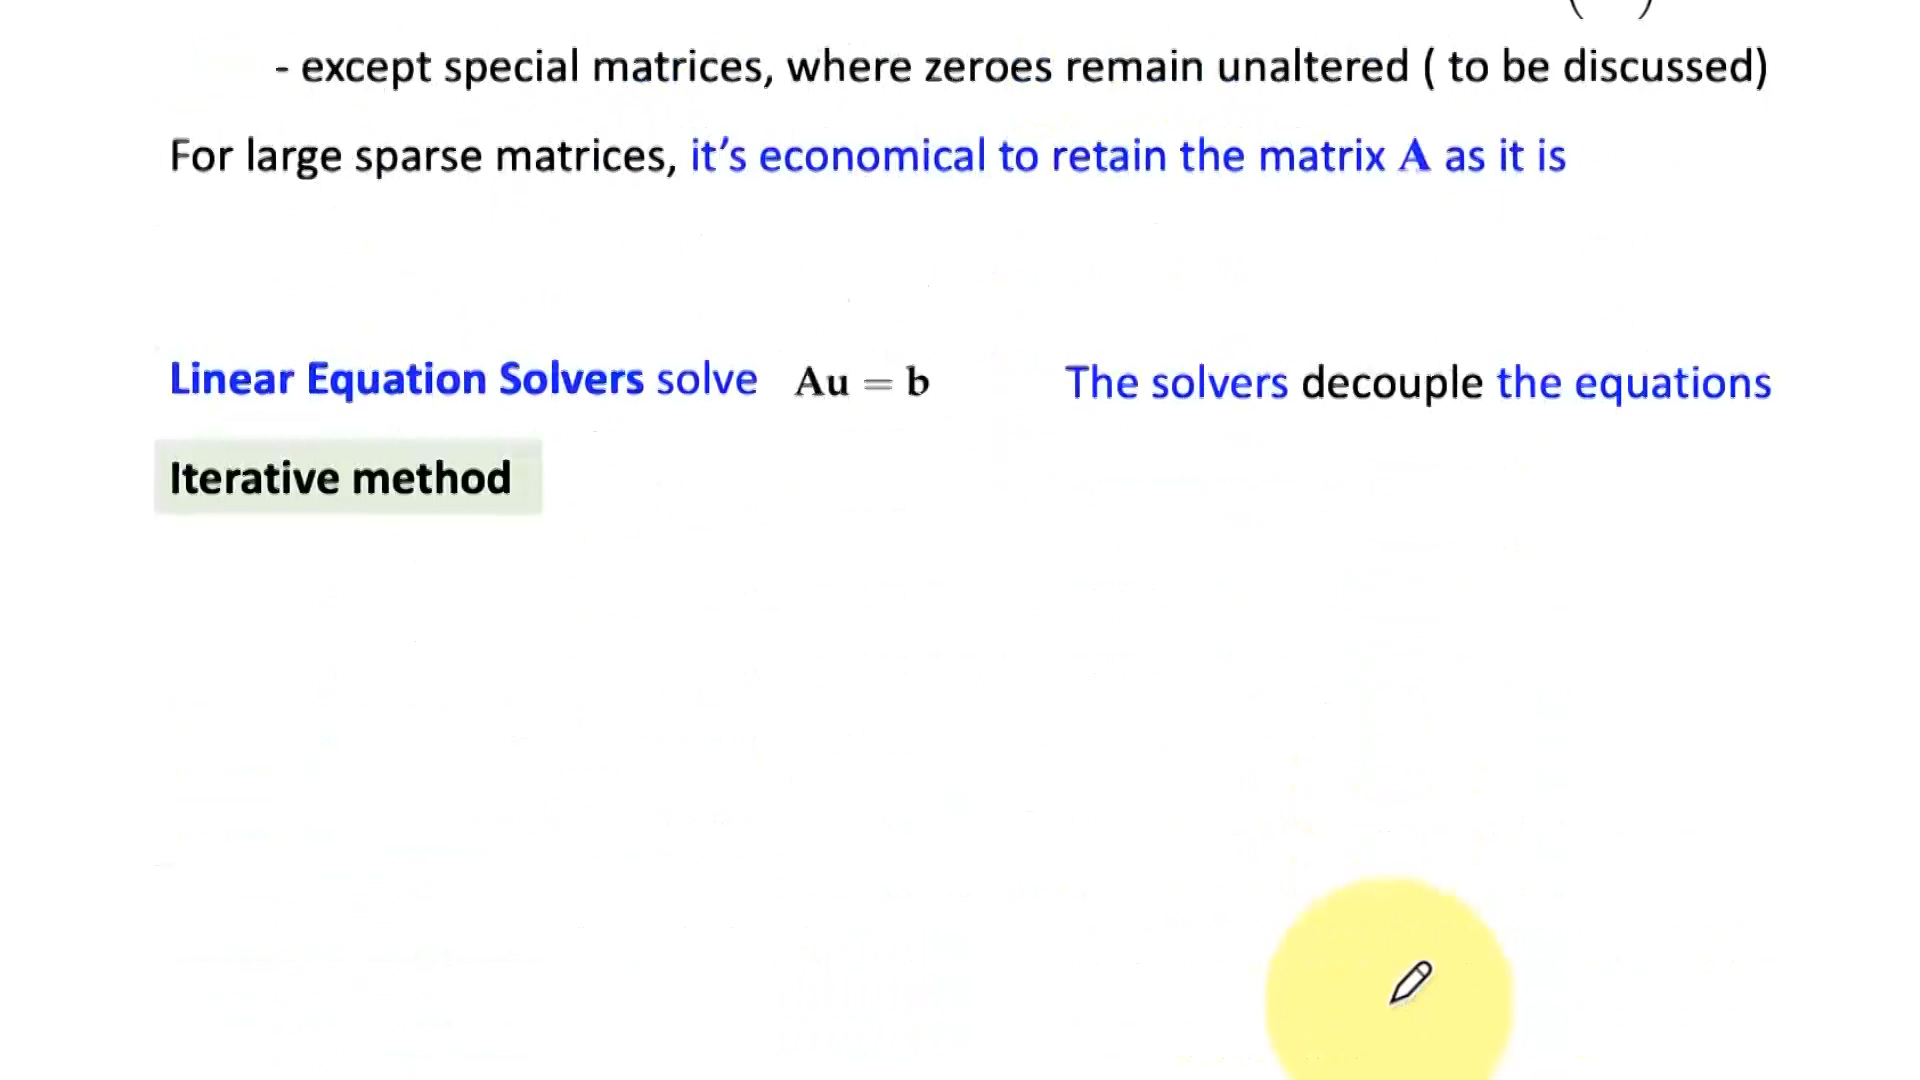 - except special matrices, where zeroes remain unaltered ( to be discussed)
For large sparse matrices, it’s economical to retain the matrix A as it is
Linear Equation Solvers solve Au = b The solvers decouple the equations
Iterative method